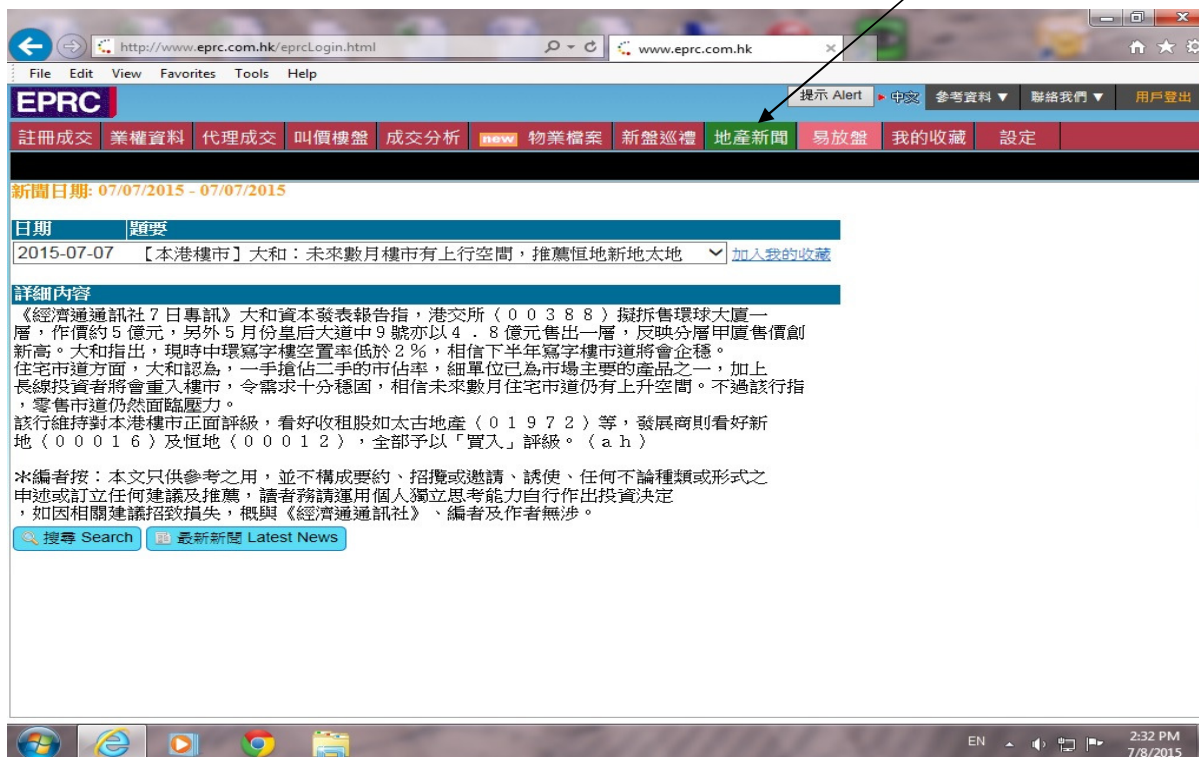 http://www.eprc.com.hk/eprcLogin.html
www.eprc.com.hk
File Edit View Favorites Tools Help
EPRC
提示 Alert
中文 參考資料 ▼ 聯絡我們 ▼ 用戶登出
註冊成交 業權資料 代理成交 叫價樓盤 成交分析 new 物業檔案 新盤巡禮 地產新聞 易放盤 我的收藏 設定
新聞日期: 07/07/2015 - 07/07/2015
日期 題要
2015-07-07 【本港樓市】大和：未來數月樓市有上行空間，推薦恒地新地太地 加入我的收藏
詳細內容
《經濟通通訊社７日專訊》大和資本發表報告指，港交所（００３８８）擬拆售環球大廈一
層，作價約５億元，另外５月份皇后大道中９號亦以４．８億元售出一層，反映分層甲廈售價創
新高。大和指出，現時中環寫字樓空置率低於２％，相信下半年寫字樓市道將會企穩。
住宅市道方面，大和認為，一手搶佔二手的市佔率，細單位已為市場主要的產品之一，加上
長線投資者將會重入樓市，令需求十分穩固，相信未來數月住宅市道仍有上升空間。不過該行指
，零售市道仍然面臨壓力。
該行維持對本港樓市正面評級，看好收租股如太古地產（０１９７２）等，發展商則看好新
地（０００１６）及恒地（０００１２），全部予以「買入」評級。（ａｈ）
※編者按：本文只供參考之用，並不構成要約、招攬或邀請、誘使、任何不論種類或形式之
申述或訂立任何建議及推薦，讀者務請運用個人獨立思考能力自行作出投資決定
，如因相關建議招致損失，概與《經濟通通訊社》、編者及作者無涉。
搜尋 Search 最新新聞 Latest News
EN
2:32 PM
7/8/2015